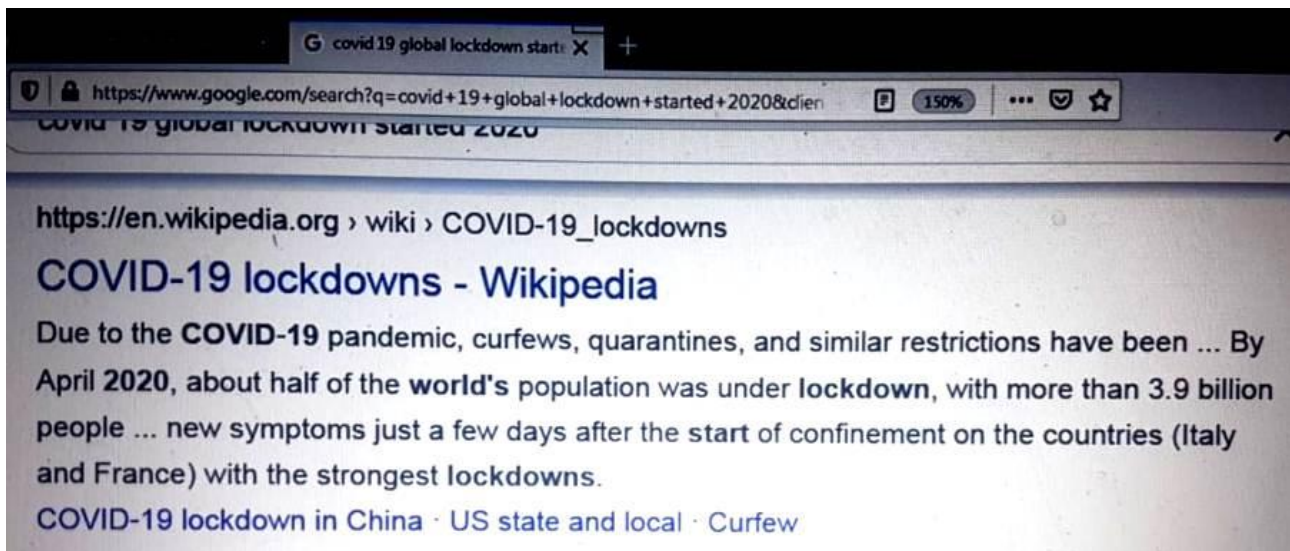 G covid 19 global lockdown starte
https://www.google.com/search?q=covid+19+global+lockdown+started+2020&clien 150%
covid 19 global lockdown started 2020
https://en.wikipedia.org › wiki › COVID-19_lockdowns
COVID-19 lockdowns - Wikipedia
Due to the COVID-19 pandemic, curfews, quarantines, and similar restrictions have been ... By
April 2020, about half of the world's population was under lockdown, with more than 3.9 billion
people ... new symptoms just a few days after the start of confinement on the countries (Italy
and France) with the strongest lockdowns.
COVID-19 lockdown in China · US state and local · Curfew